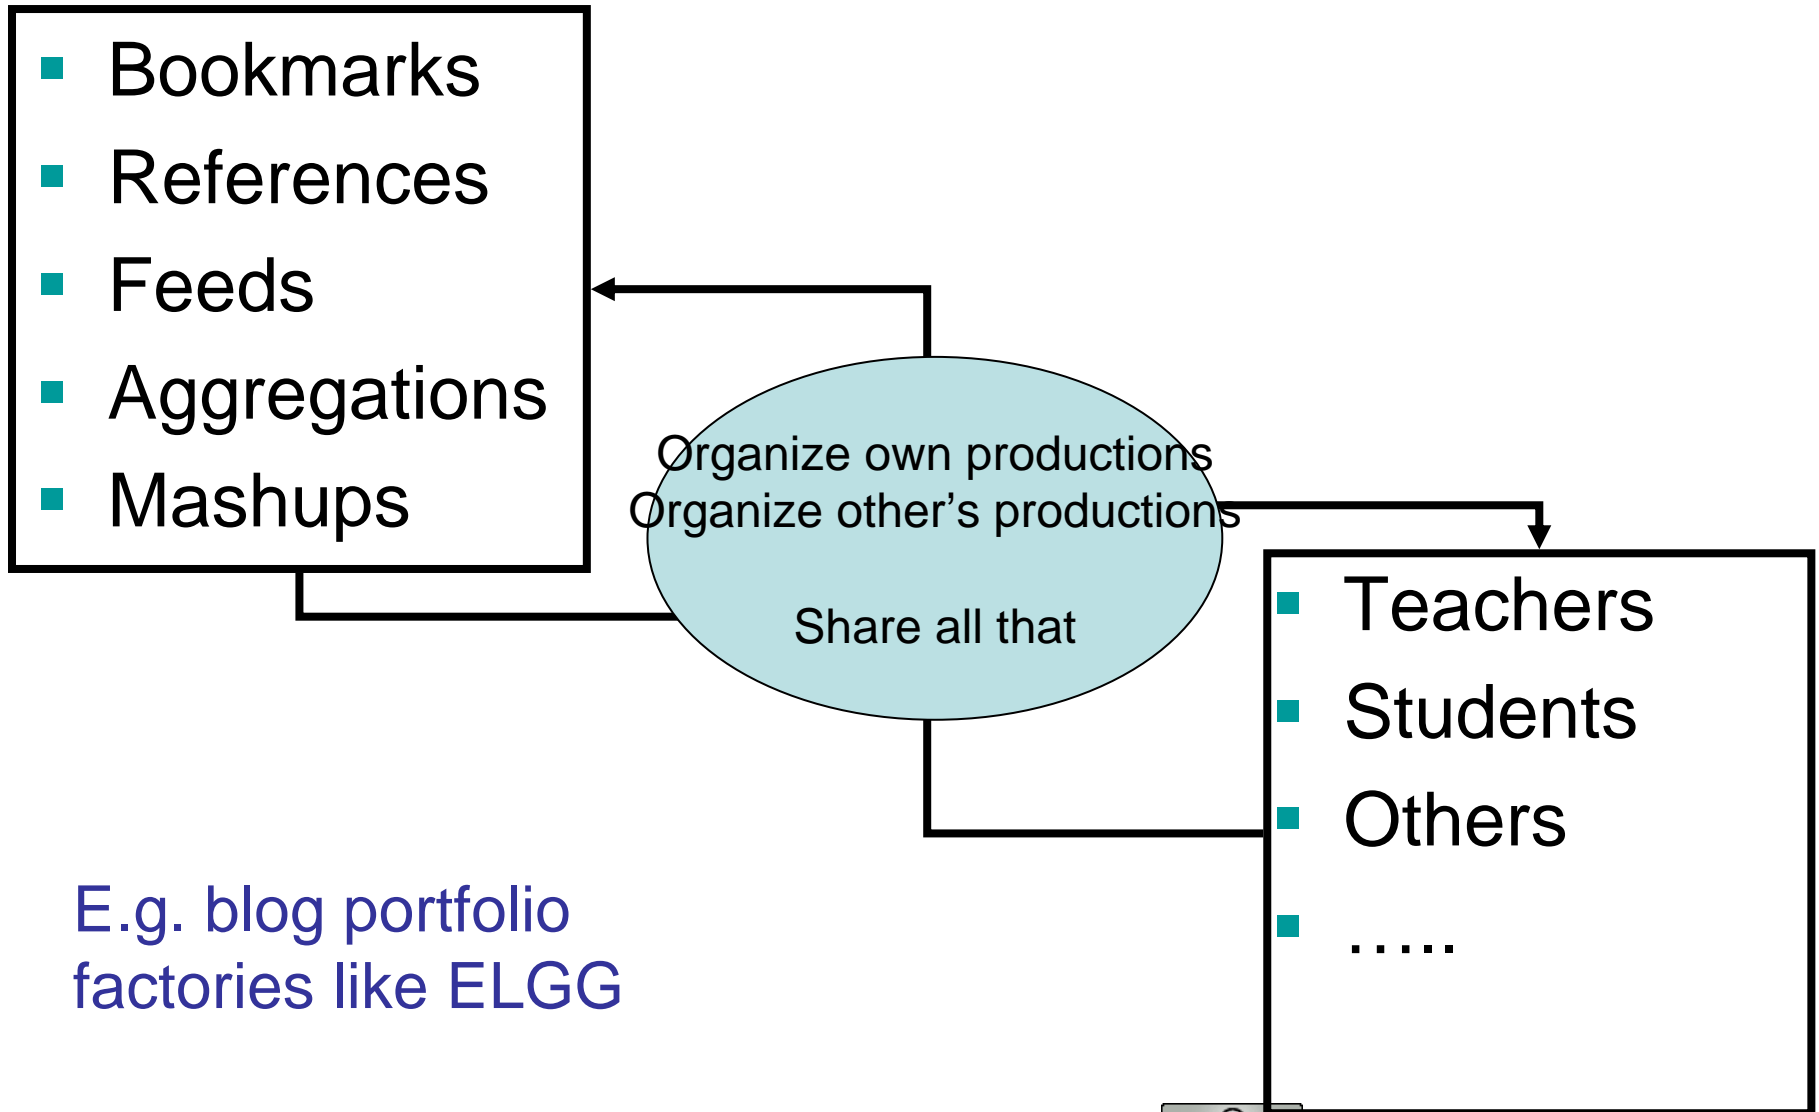 Bookmarks
References
Feeds
Aggregations
Mashups
Organize own productions
Organize other’s productions
Share all that
Teachers
Students
Others
…..
E.g. blog portfolio
factories like ELGG